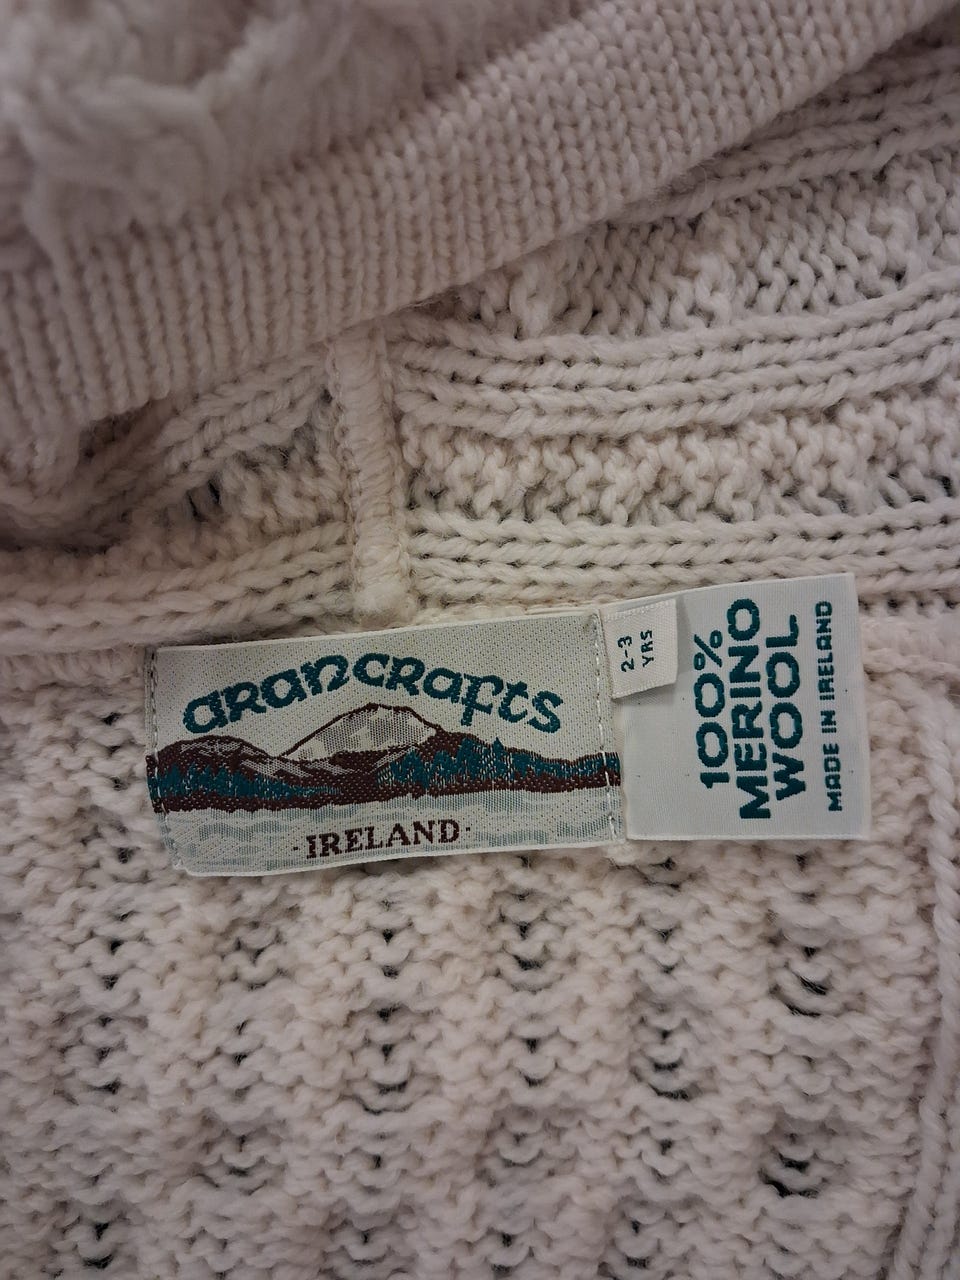 aranCRafts
·IRELAND·
2-3
YRS
100%
MERINO
WOOL
MADE IN IRELAND